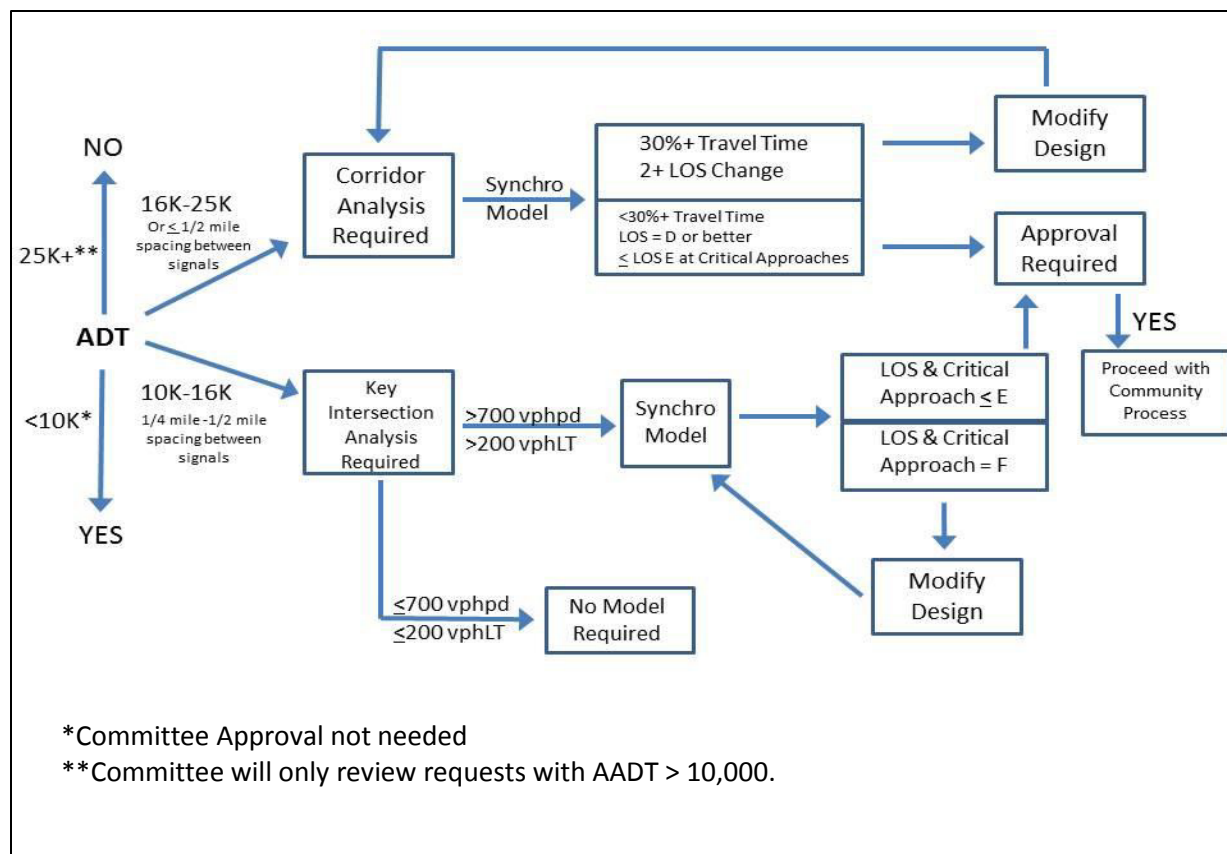 NO
25K+**
16K-25K
Or ≤ 1/2 mile
spacing between
signals
ADT
<10K*
10K-16K
1/4 mile -1/2 mile
spacing between
signals
YES
Corridor
Analysis
Required
Synchro
Model
30%+ Travel Time
2+ LOS Change
<30%+ Travel Time
LOS = D or better
≤ LOS E at Critical Approaches
Modify
Design
Approval
Required
YES
Proceed with
Community
Process
Key
Intersection
Analysis
Required
>700 vphpd
>200 vphLT
Synchro
Model
LOS & Critical
Approach ≤ E
LOS & Critical
Approach = F
Modify
Design
≤700 vphpd
≤200 vphLT
No Model
Required
*Committee Approval not needed
**Committee will only review requests with AADT > 10,000.